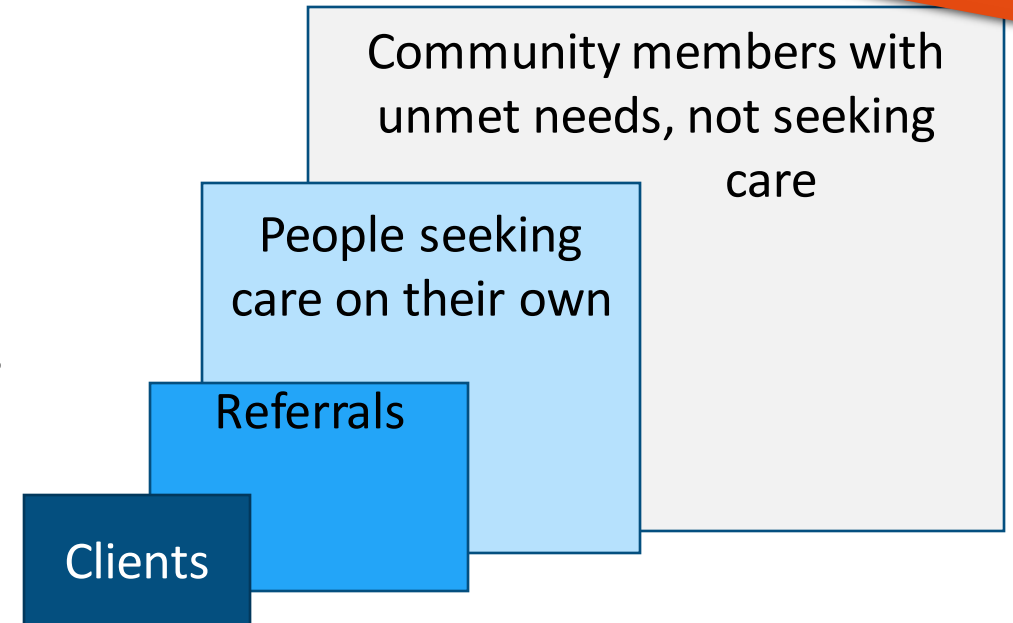 Community members with
unmet needs, not seeking
care
People seeking
care on their own
Referrals
Clients